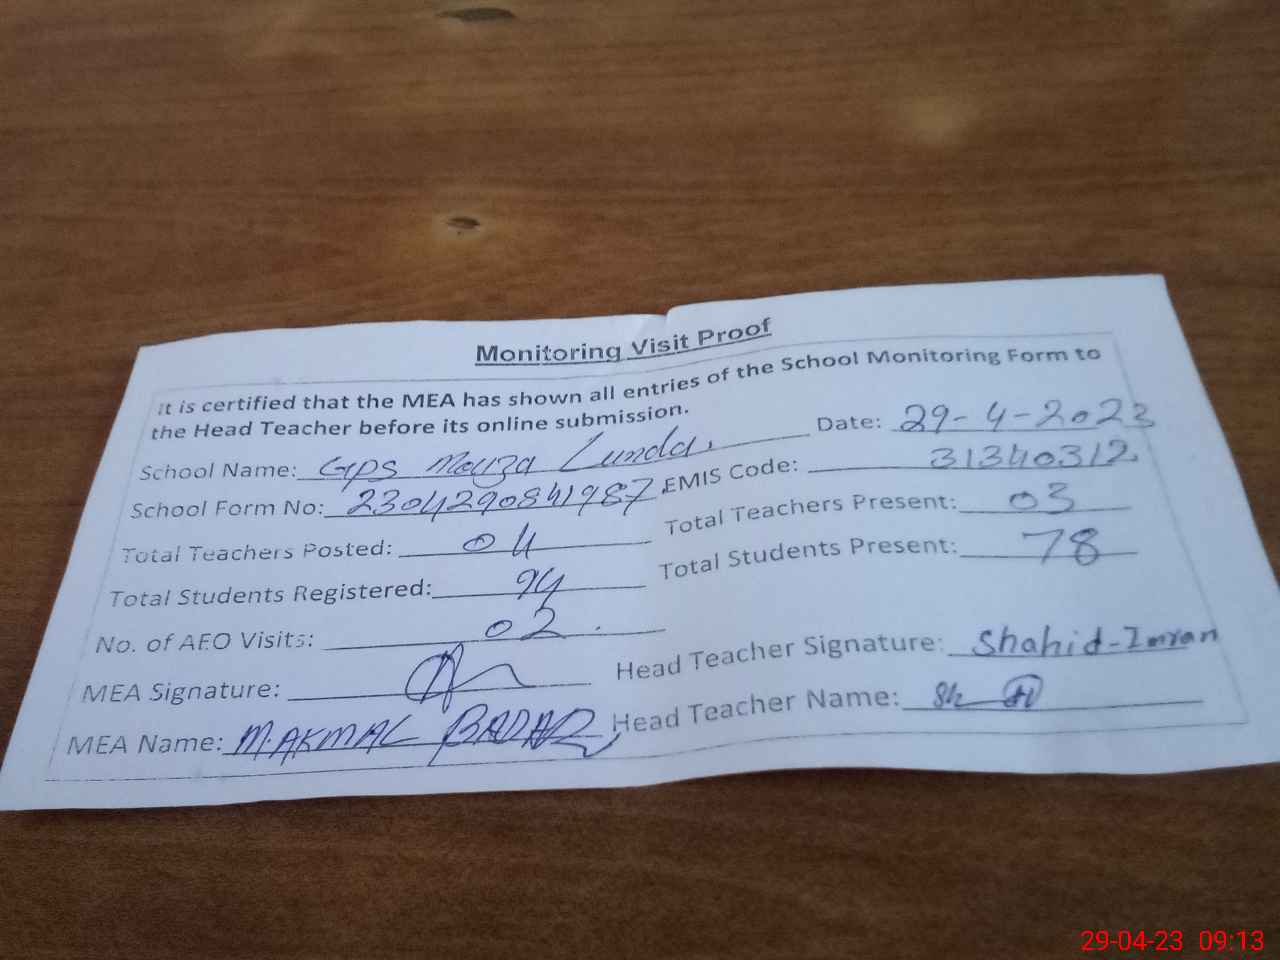 Monitoring Visit Proof
It is certified that the MEA has shown all entries of the School Monitoring Form to
the Head Teacher before its online submission.
Date: 29-4-2023
School Name: GPS Mouza Lunda
EMIS Code: 31340312
School Form No: 2304290841987
Total Teachers Present: 03
Total Teachers Posted: 04
Total Students Present: 78
Total Students Registered: 94
No. of AEO Visits: 02
Head Teacher Signature: Shahid-Imran
MEA Signature:
Head Teacher Name:
MEA Name: M.AKMAL BADAR
29-04-23 09:13